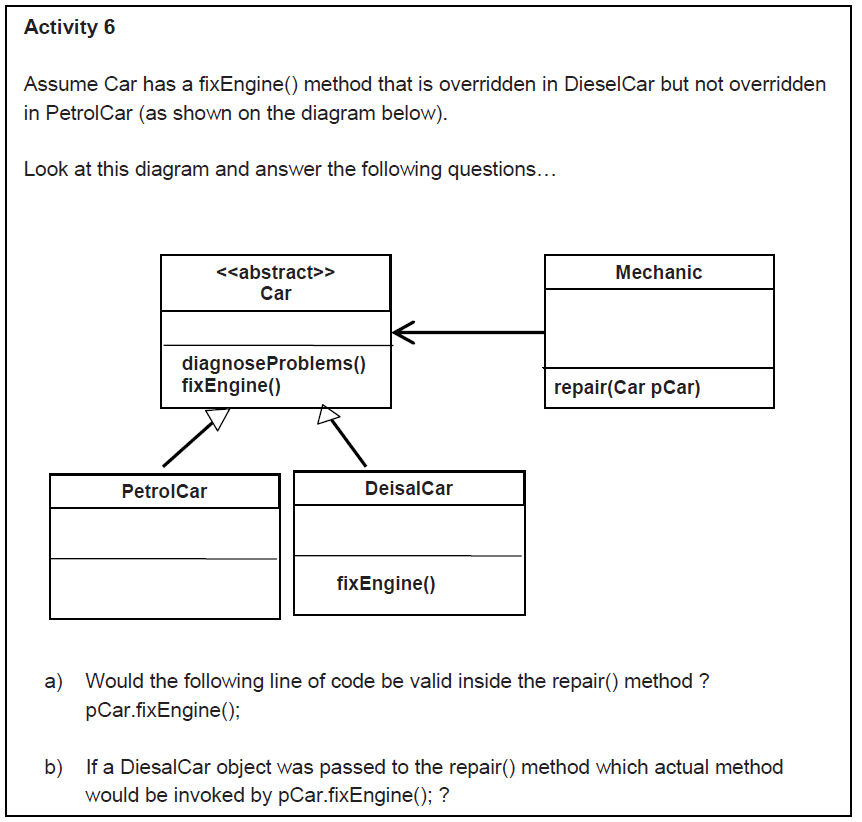 Activity 6
Assume Car has a fixEngine() method that is overridden in DieselCar but not overridden
in PetrolCar (as shown on the diagram below).
Look at this diagram and answer the following questions…
<<abstract>>
Car
diagnoseProblems()
fixEngine()
Mechanic
repair(Car pCar)
PetrolCar
DeisalCar
fixEngine()
a) Would the following line of code be valid inside the repair() method ?
pCar.fixEngine();
b) If a DiesalCar object was passed to the repair() method which actual method
would be invoked by pCar.fixEngine(); ?